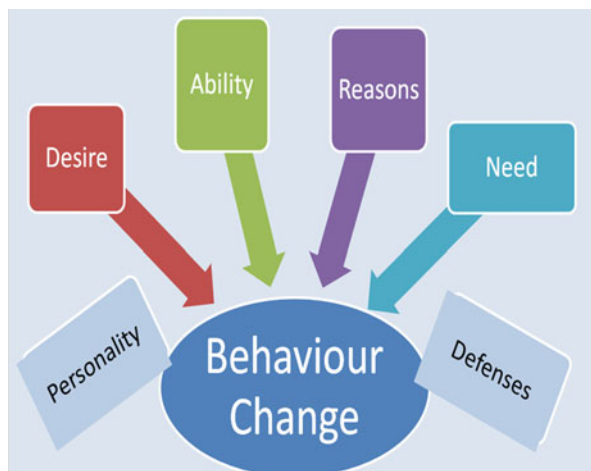 Ability
Reasons
Desire
Need
Personality
Behaviour
Change
Defenses